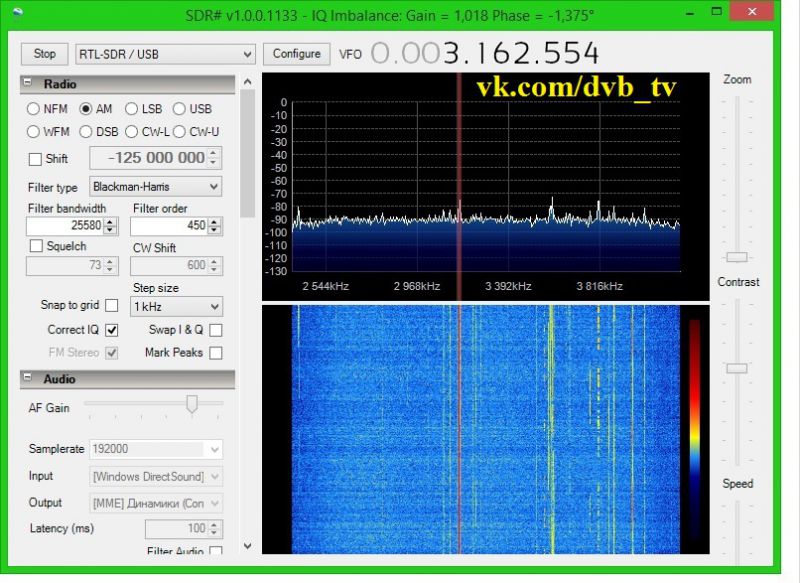 SDR# v1.0.0.1133 - IQ Imbalance: Gain = 1,018 Phase = -1,375°
Stop RTL-SDR / USB Configure VFO 0.003.162.554
Radio
NFM AM LSB USB
WFM DSB CW-L CW-U
Shift -125 000 000
Filter type Blackman-Harris
Filter bandwidth Filter order
25580 450
Squelch CW Shift
73 600
Step size
Snap to grid 1 kHz
Correct IQ Swap I & Q
FM Stereo Mark Peaks
Audio
AF Gain
Samplerate 192000
Input [Windows DirectSound]
Output [MME] Динамики (Con
Latency (ms) 100
Filter Audio
vk.com/dvb_tv
0
-10
-20
-30
-40
-50
-60
-70
-80
-90
-100
-110
-120
-130
2 544kHz 2 968kHz 3 392kHz 3 816kHz
Zoom
Contrast
Speed